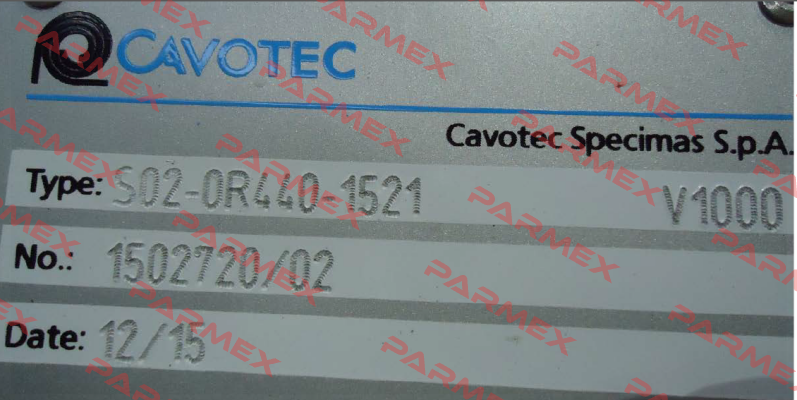 CAVOTEC
Cavotec Specimas S.p.A.
Type: S02-0R440-1521 V1000
No.: 1502720/02
Date: 12/15
PARMEX